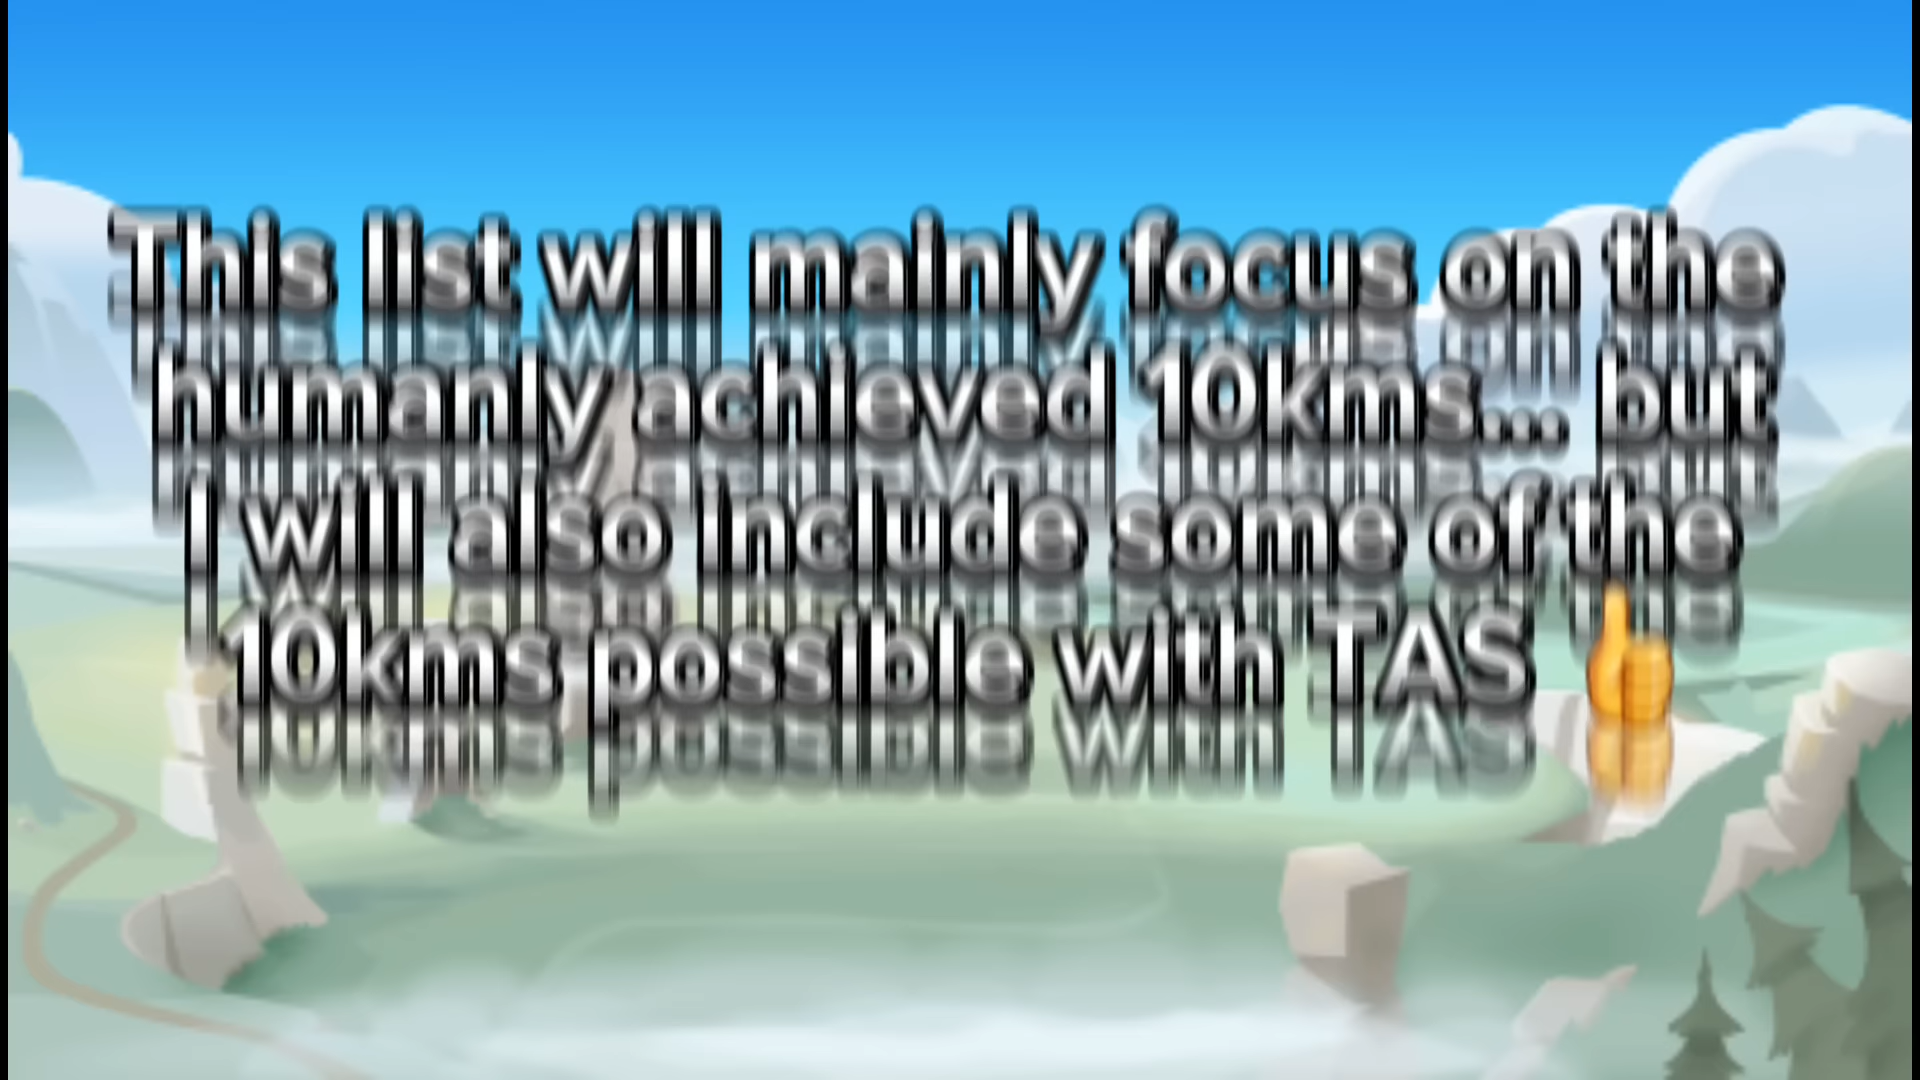 This list will mainly focus on the
humanly achieved 10kms... but
I will also include some of the
10kms possible with TAS 👍